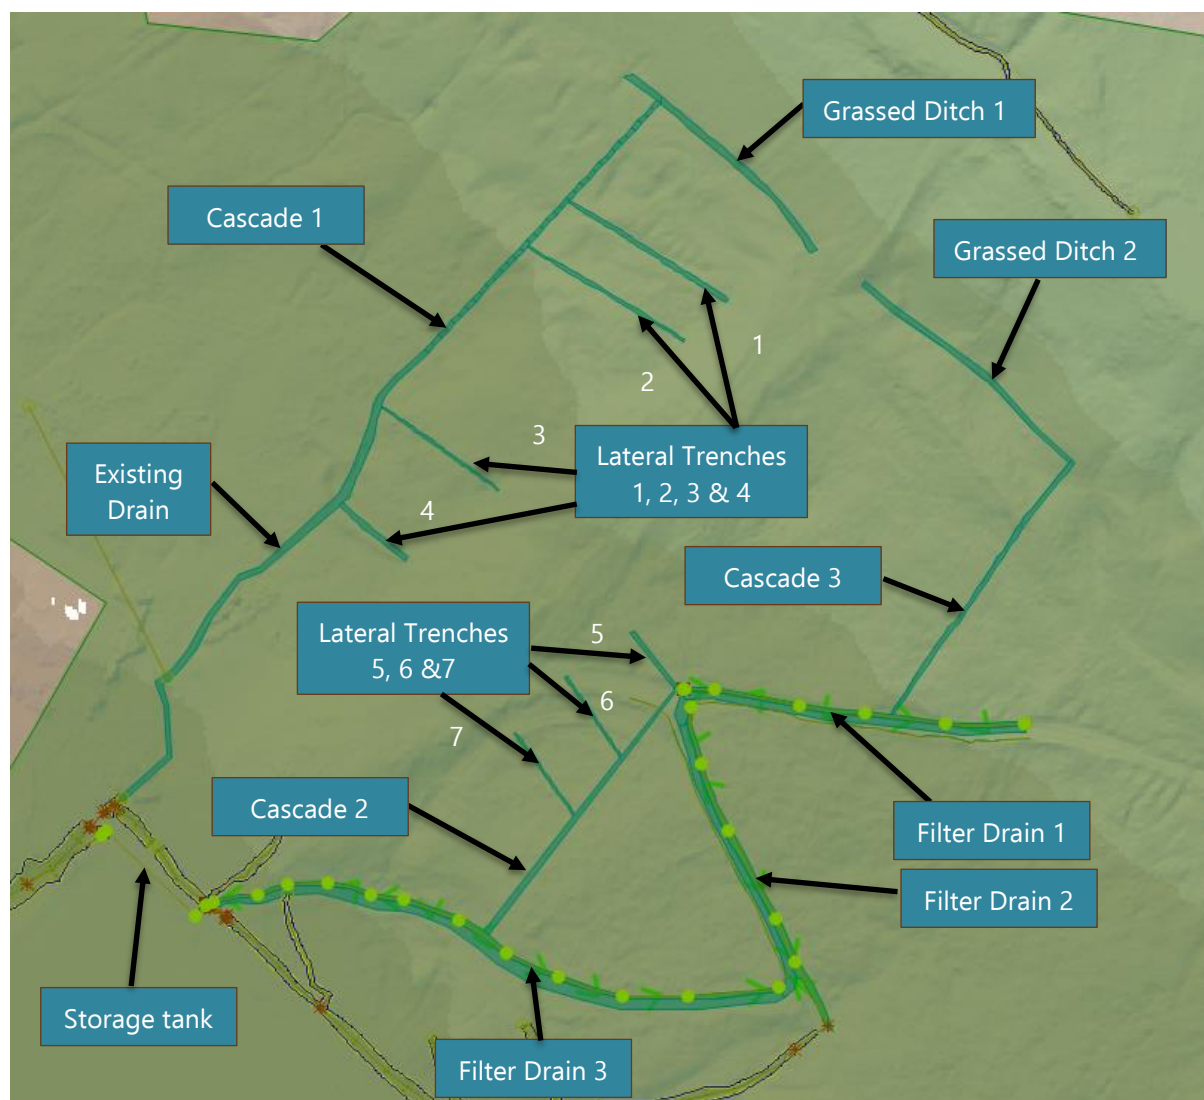 Grassed Ditch 1
Cascade 1
Grassed Ditch 2
1
2
3
Lateral Trenches
1, 2, 3 & 4
Existing
Drain
4
Cascade 3
Lateral Trenches
5, 6 &7
5
6
7
Cascade 2
Filter Drain 1
Filter Drain 2
Storage tank
Filter Drain 3